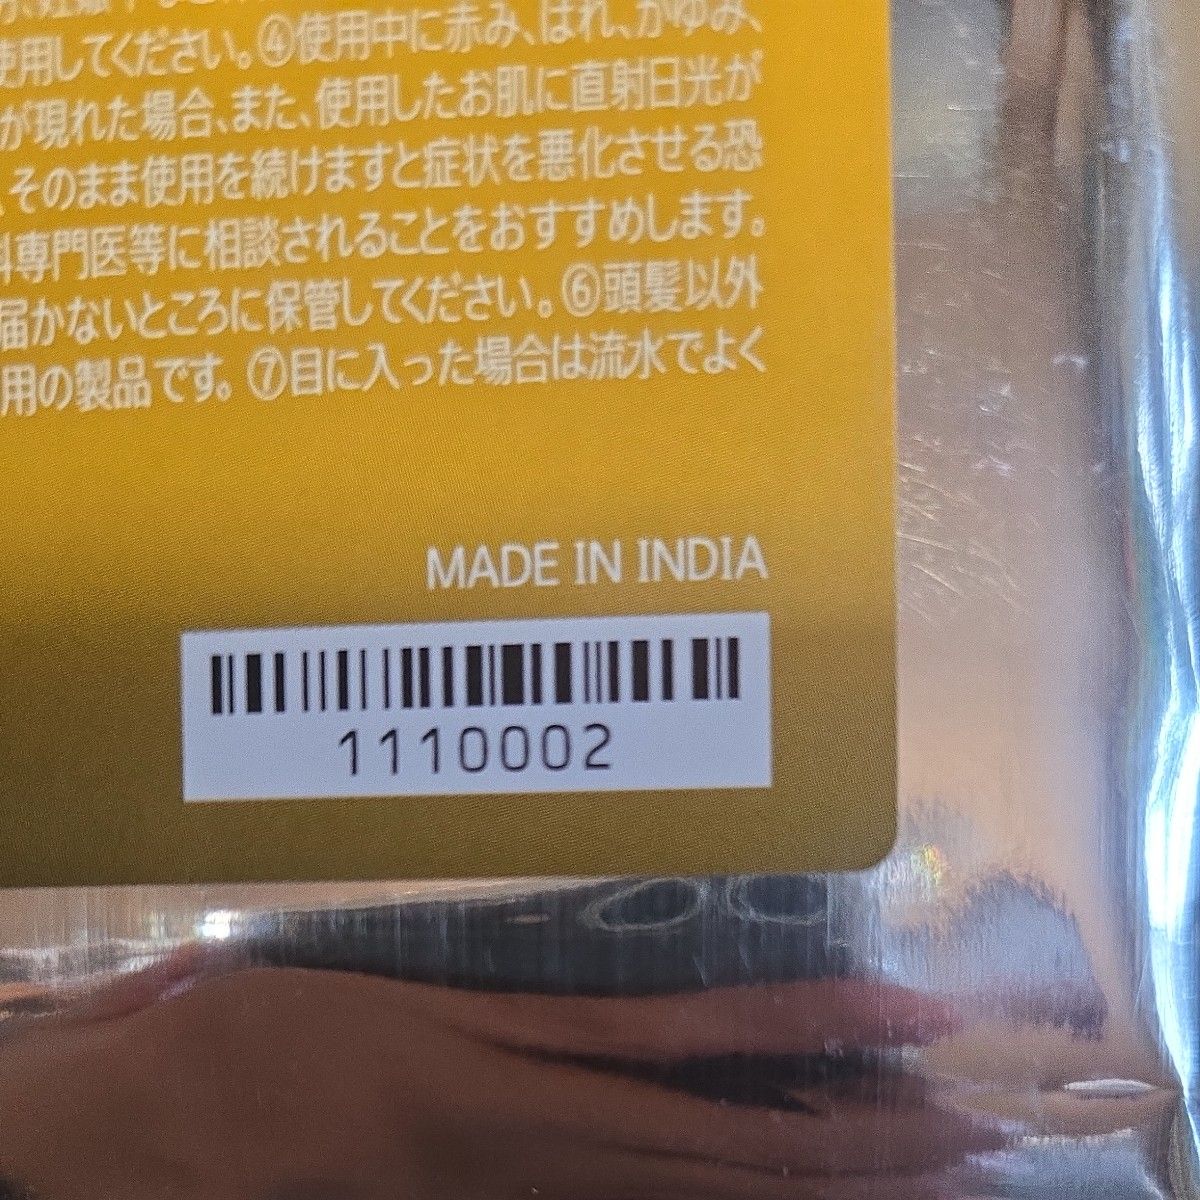 使用してください。④使用中に赤み、はれ、かゆみ、
が現れた場合、また、使用したお肌に直射日光が
、そのまま使用を続けますと症状を悪化させる恐
科専門医等に相談されることをおすすめします。
届かないところに保管してください。⑥頭髪以外
用の製品です。⑦目に入った場合は流水でよく
MADE IN INDIA
1110002